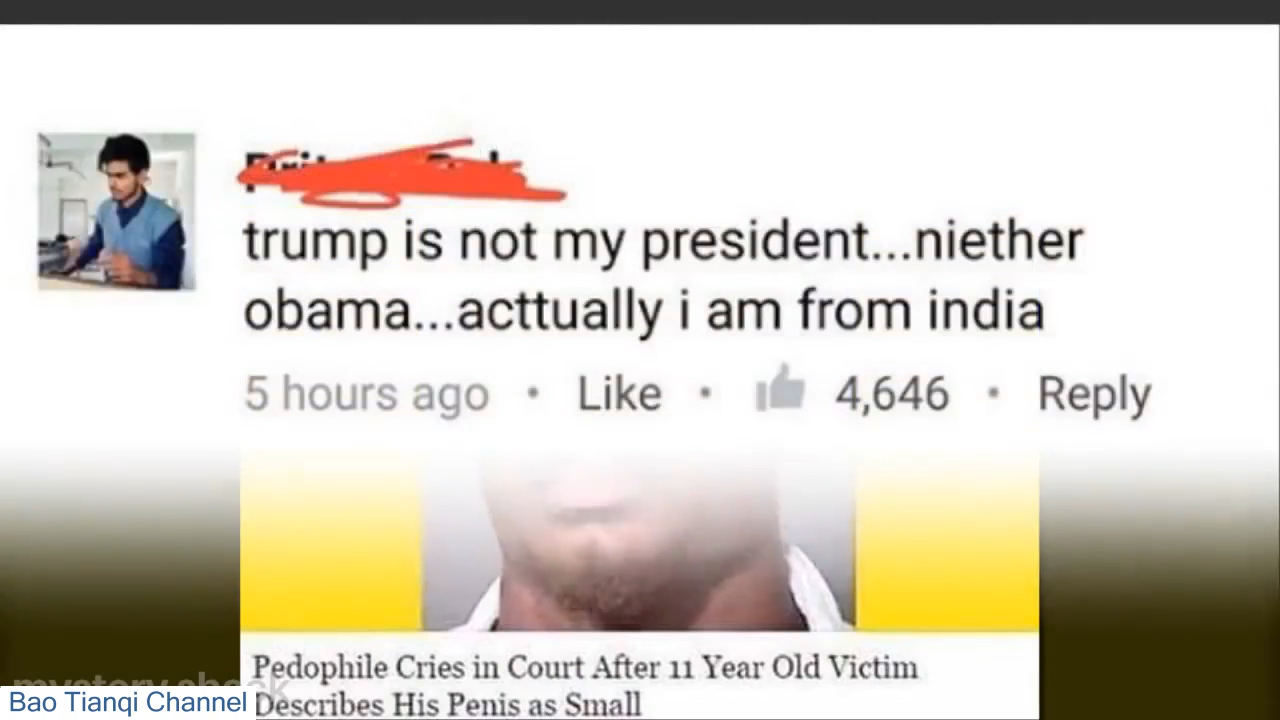 trump is not my president...niether
obama...acttually i am from india
5 hours ago • Like • 4,646 • Reply
Pedophile Cries in Court After 11 Year Old Victim
Describes His Penis as Small
mystery
Bao Tianqi Channel